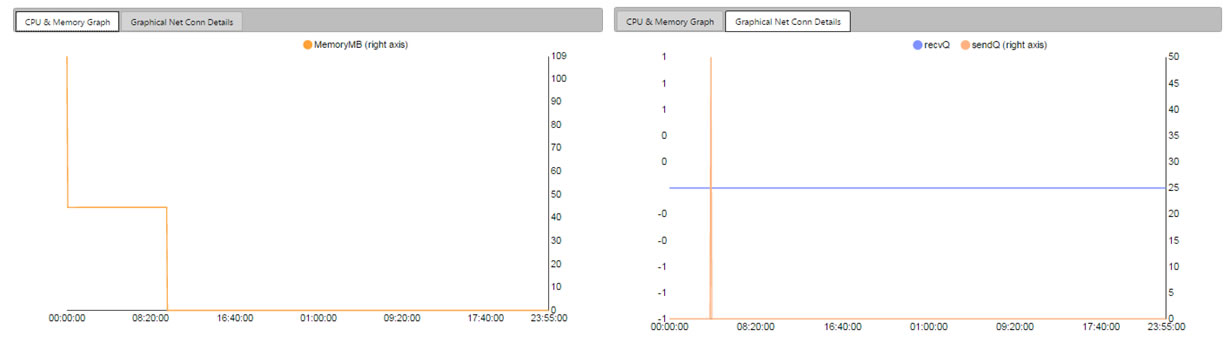 CPU & Memory Graph
Graphical Net Conn Details
MemoryMB (right axis)
109
100
90
80
70
60
50
40
30
20
10
0
00:00:00 08:20:00 16:40:00 01:00:00 09:20:00 17:40:00 23:55:00
CPU & Memory Graph
Graphical Net Conn Details
recvQ sendQ (right axis)
1 50
1 45
1 40
0 35
0 30
25
-0 20
-0 15
-1 10
-1 5
-1 0
00:00:00 08:20:00 16:40:00 01:00:00 09:20:00 17:40:00 23:55:00